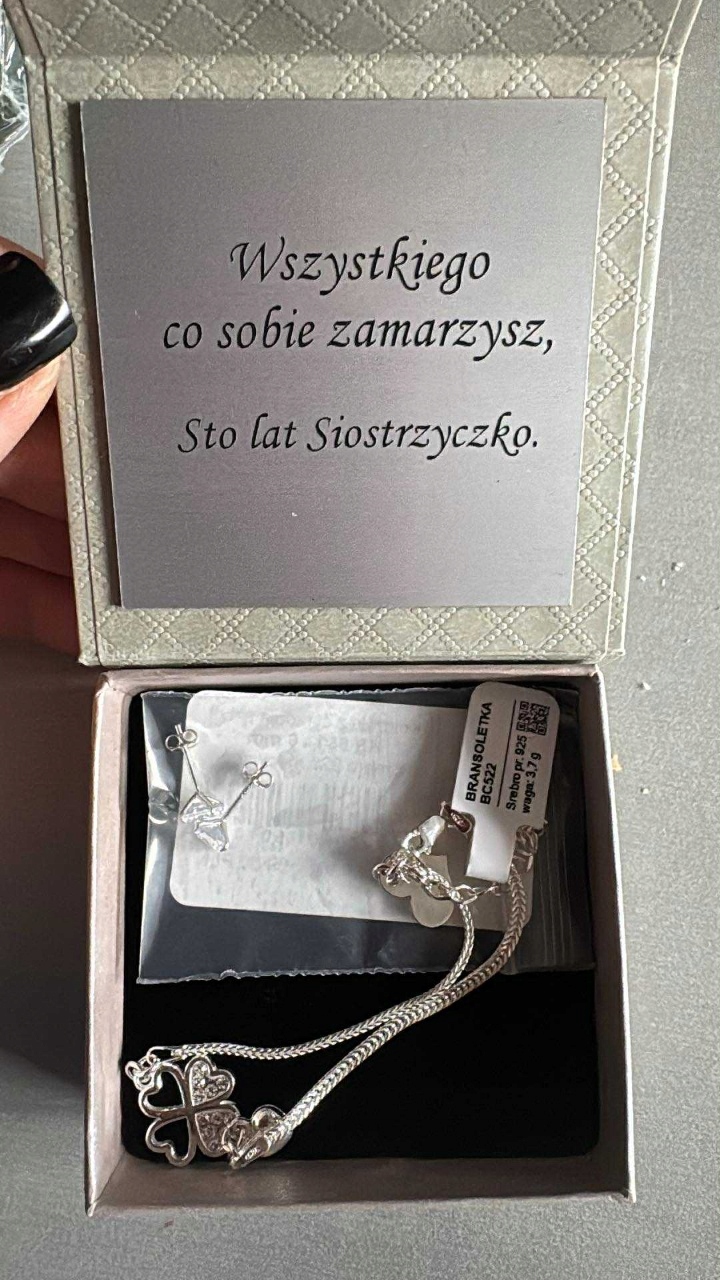 Wszystkiego
co sobie zamarzysz,
Sto lat Siostrzyczko.
BRANSOLETKA
BC522
Srebro pr. 925
waga: 3,7 g